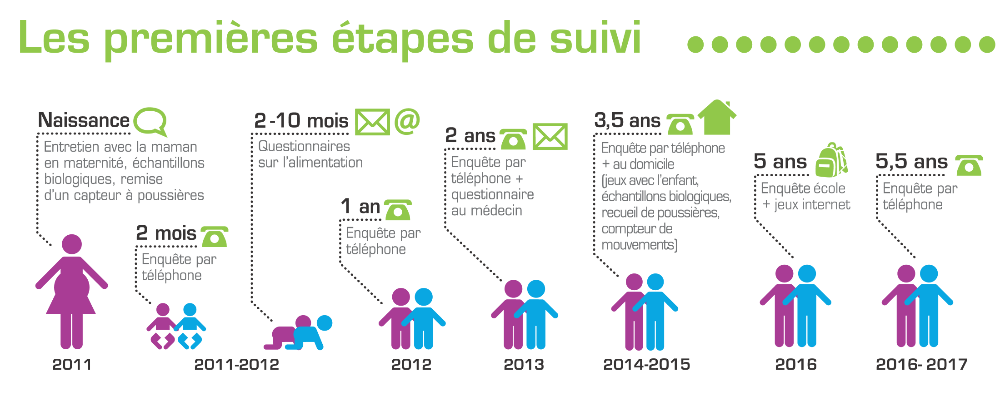 Les premières étapes de suivi
Naissance
Entretien avec la maman
en maternité, échantillons
biologiques, remise
d'un capteur à poussières
2 mois
Enquête par
téléphone
2-10 mois
@
Questionnaires
sur l'alimentation
1 an
Enquête par
téléphone
2 ans
Enquête par
téléphone +
questionnaire
au médecin
3,5 ans
Enquête par téléphone
+ au domicile
(jeux avec l'enfant,
échantillons biologiques,
recueil de poussières,
compteur de
mouvements)
5 ans
Enquête école
+ jeux internet
5,5 ans
Enquête par
téléphone
2011
2011-2012
2012
2013
2014-2015
2016
2016- 2017